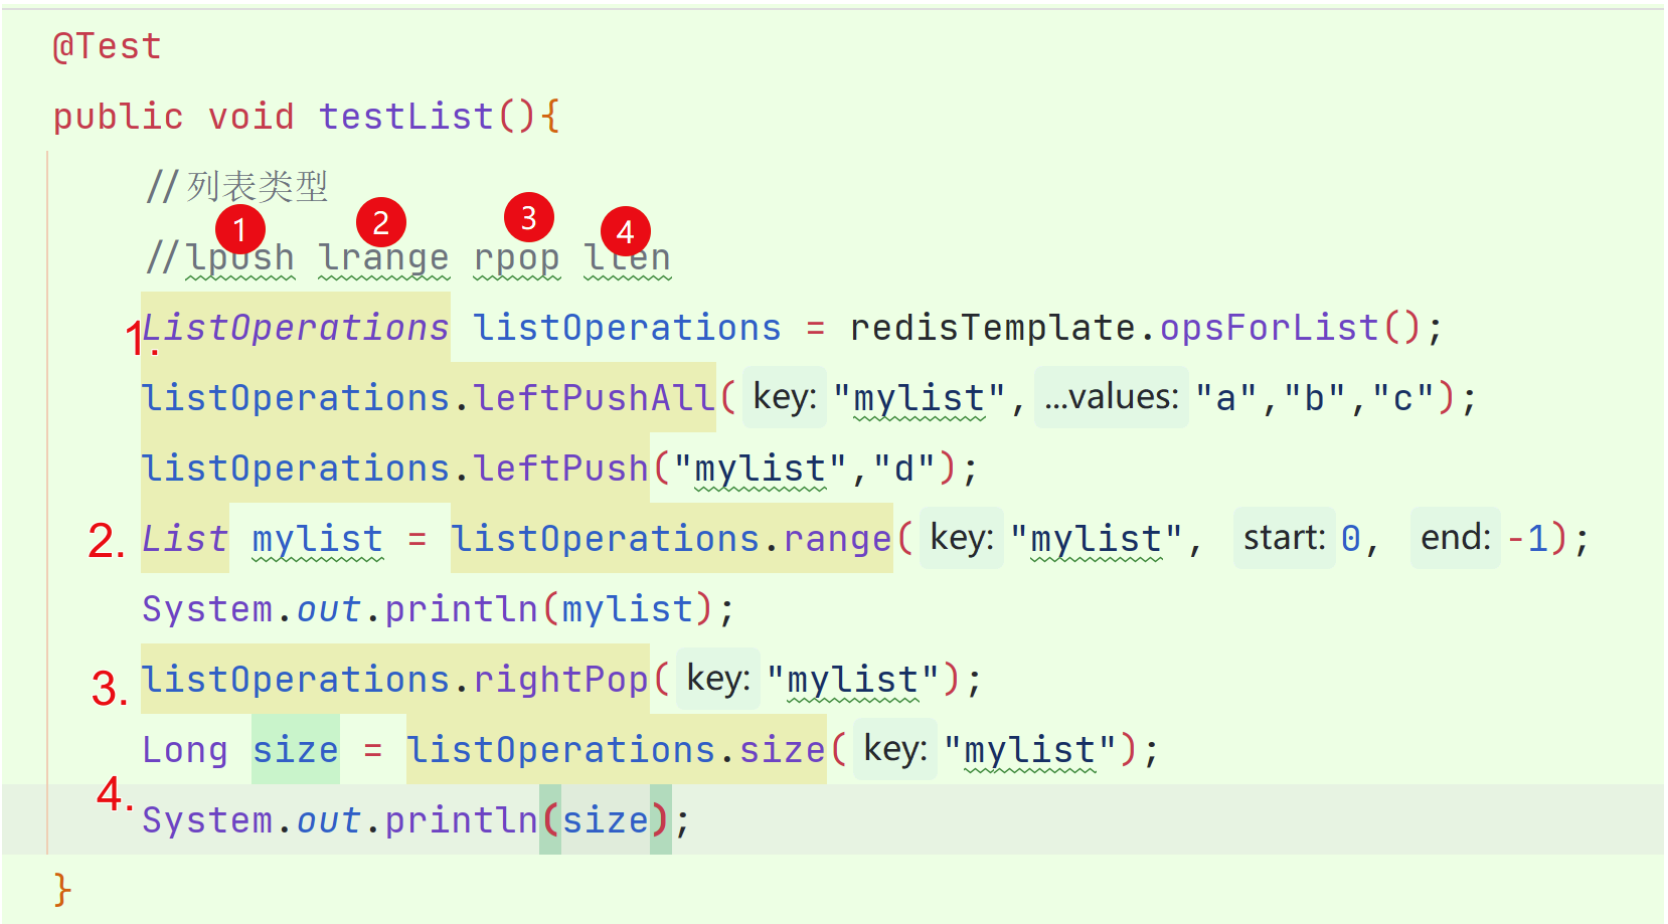 @Test
public void testList(){
//列表类型
1 2 3 4
//lpush lrange rpop llen
1. ListOperations listOperations = redisTemplate.opsForList();
listOperations.leftPushAll( key: "mylist", ...values: "a","b","c");
listOperations.leftPush("mylist","d");
2. List mylist = listOperations.range( key: "mylist", start: 0, end: -1);
System.out.println(mylist);
3. listOperations.rightPop( key: "mylist");
Long size = listOperations.size( key: "mylist");
4. System.out.println(size);
}